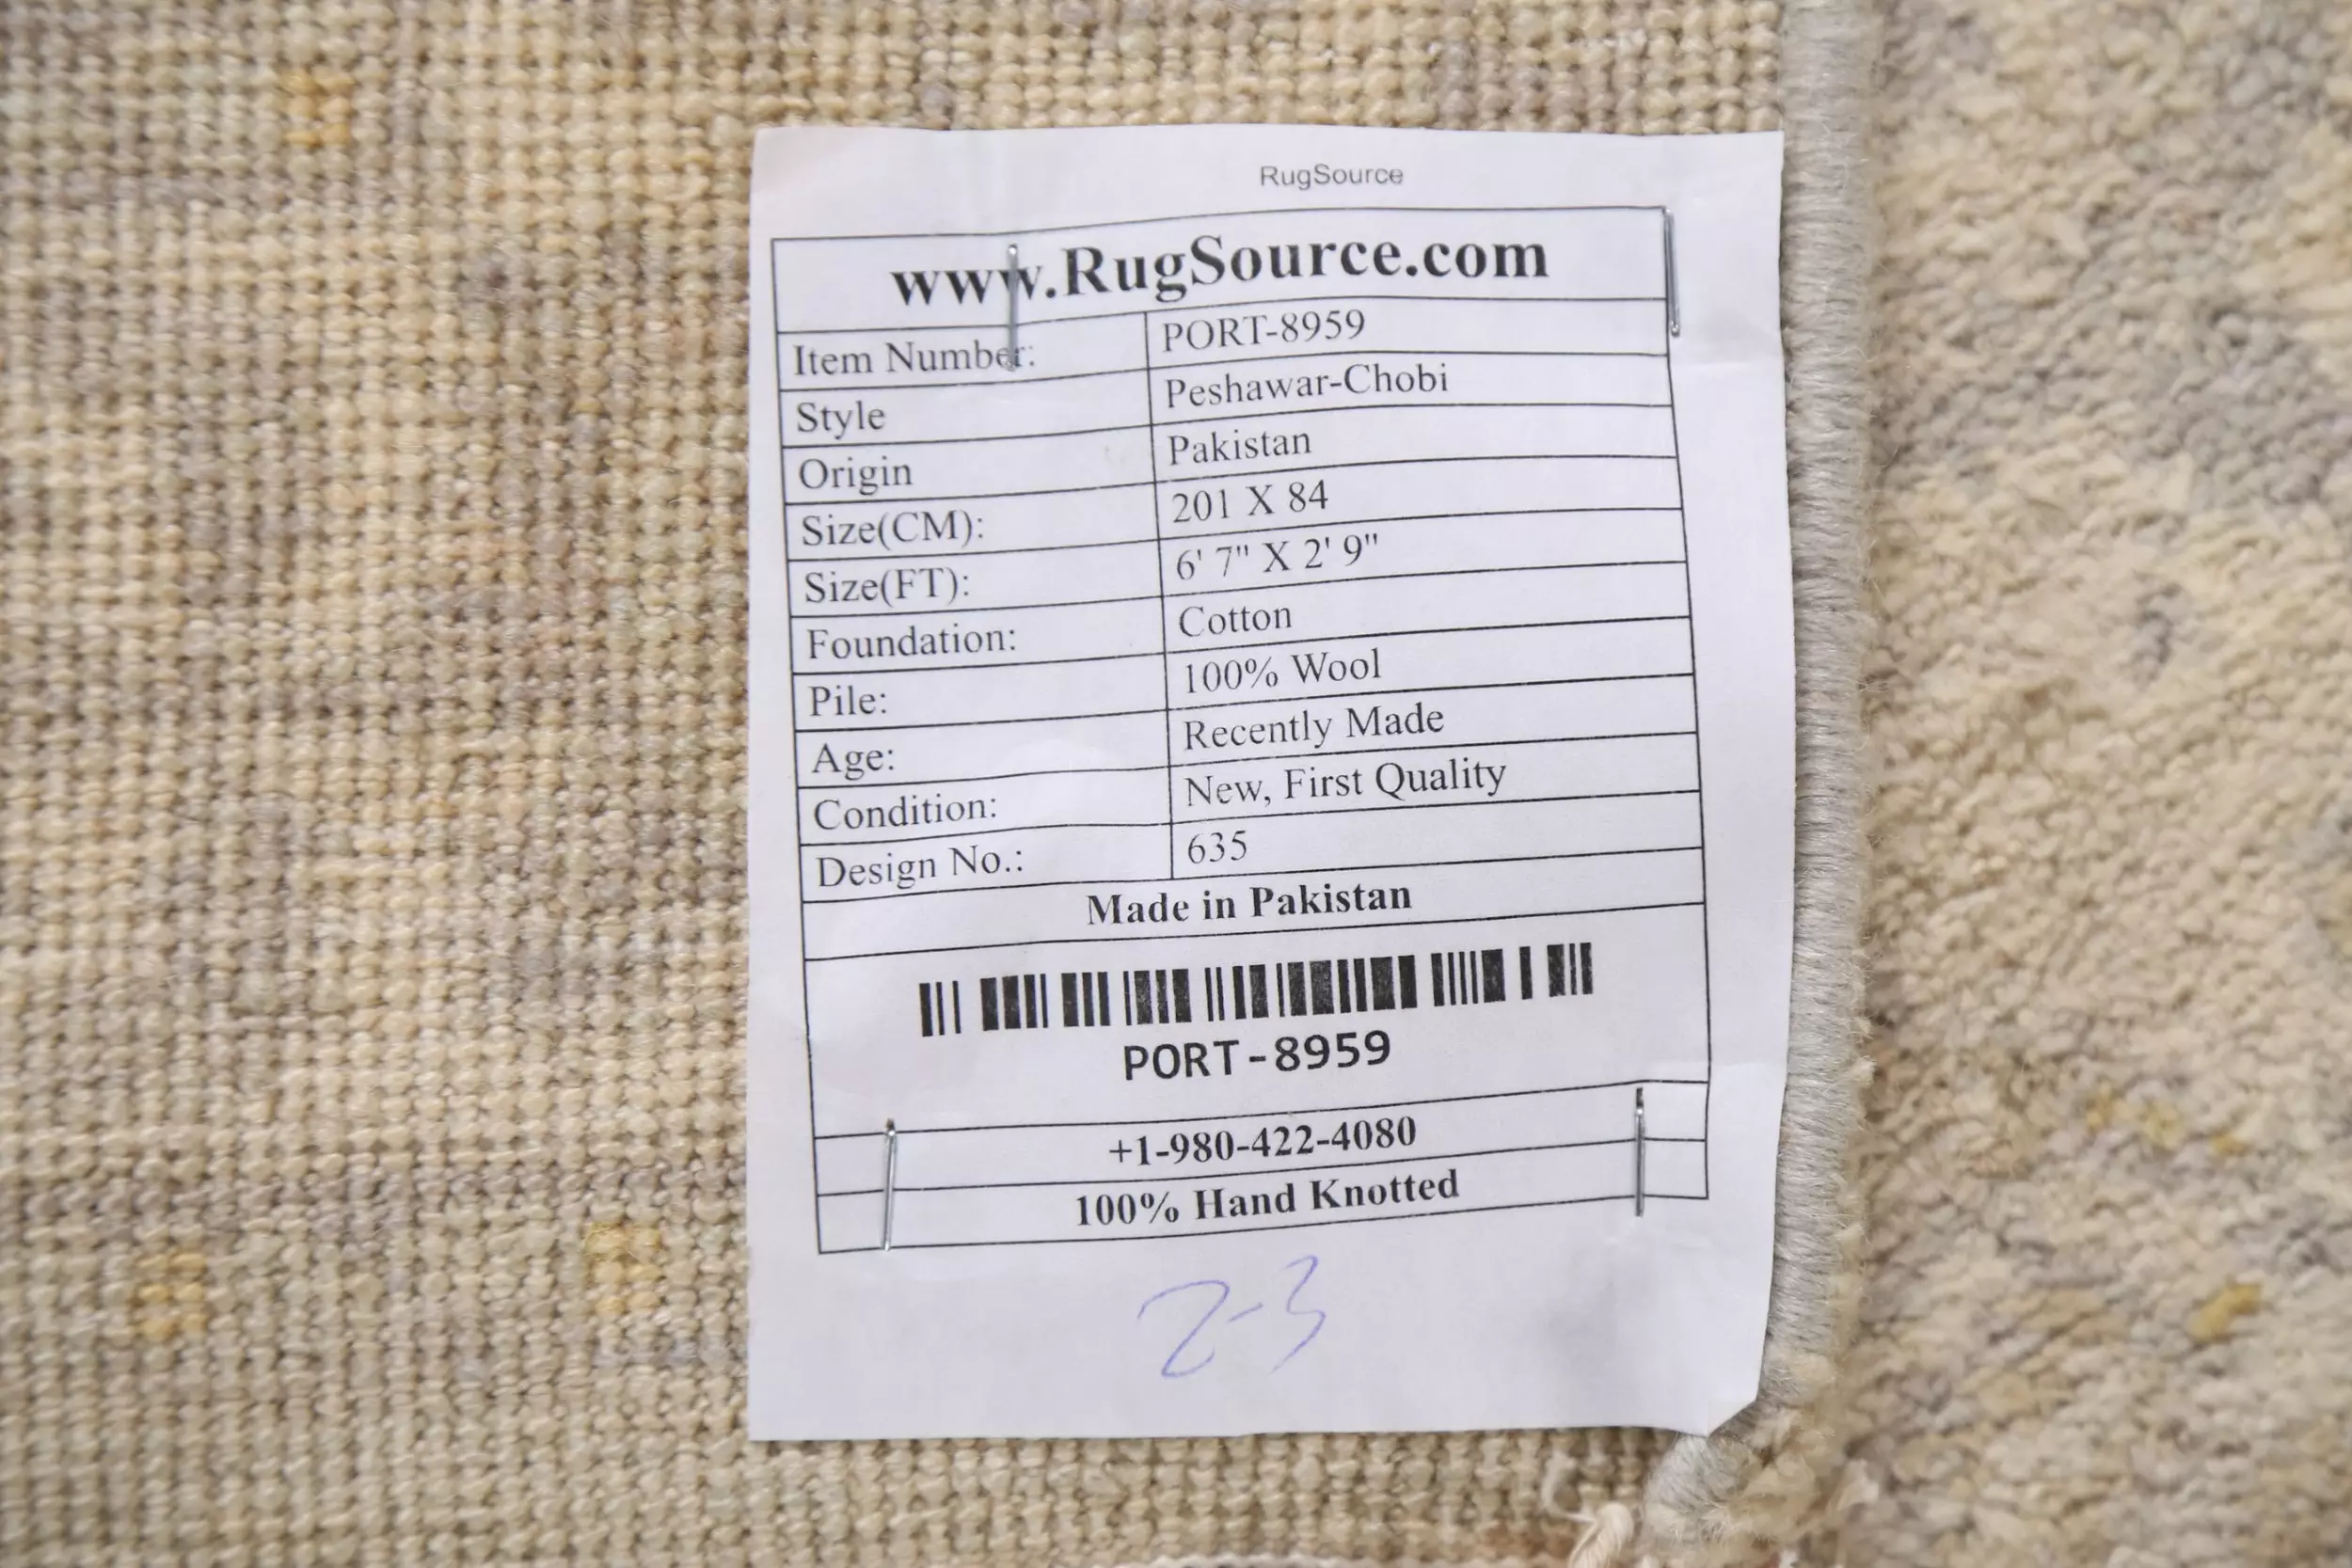 RugSource
www.RugSource.com
Item Number: PORT-8959
Style Peshawar-Chobi
Origin Pakistan
Size(CM): 201 X 84
Size(FT): 6' 7" X 2' 9"
Foundation: Cotton
Pile: 100% Wool
Age: Recently Made
Condition: New, First Quality
Design No.: 635
Made in Pakistan
PORT-8959
+1-980-422-4080
100% Hand Knotted
2-3